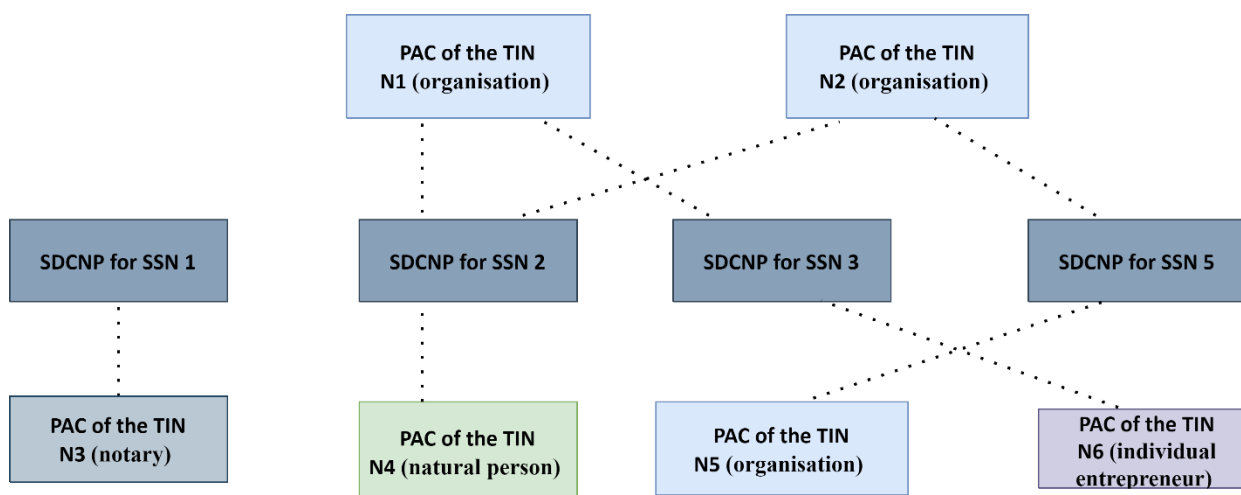 PAC of the TIN
N1 (organisation)
PAC of the TIN
N2 (organisation)
SDCNP for SSN 1
SDCNP for SSN 2
SDCNP for SSN 3
SDCNP for SSN 5
PAC of the TIN
N3 (notary)
PAC of the TIN
N4 (natural person)
PAC of the TIN
N5 (organisation)
PAC of the TIN
N6 (individual
entrepreneur)